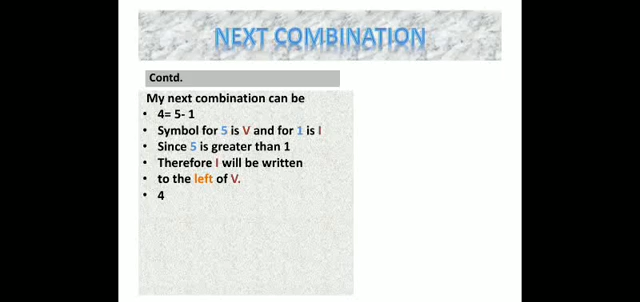 NEXT COMBINATION
Contd.
My next combination can be
• 4= 5- 1
• Symbol for 5 is V and for 1 is I
• Since 5 is greater than 1
• Therefore I will be written
• to the left of V.
• 4